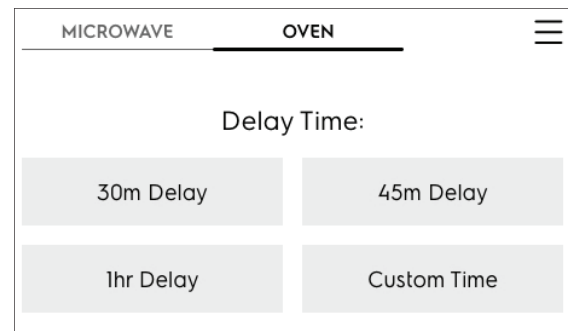 MICROWAVE OVEN
Delay Time:
30m Delay 45m Delay
1hr Delay Custom Time